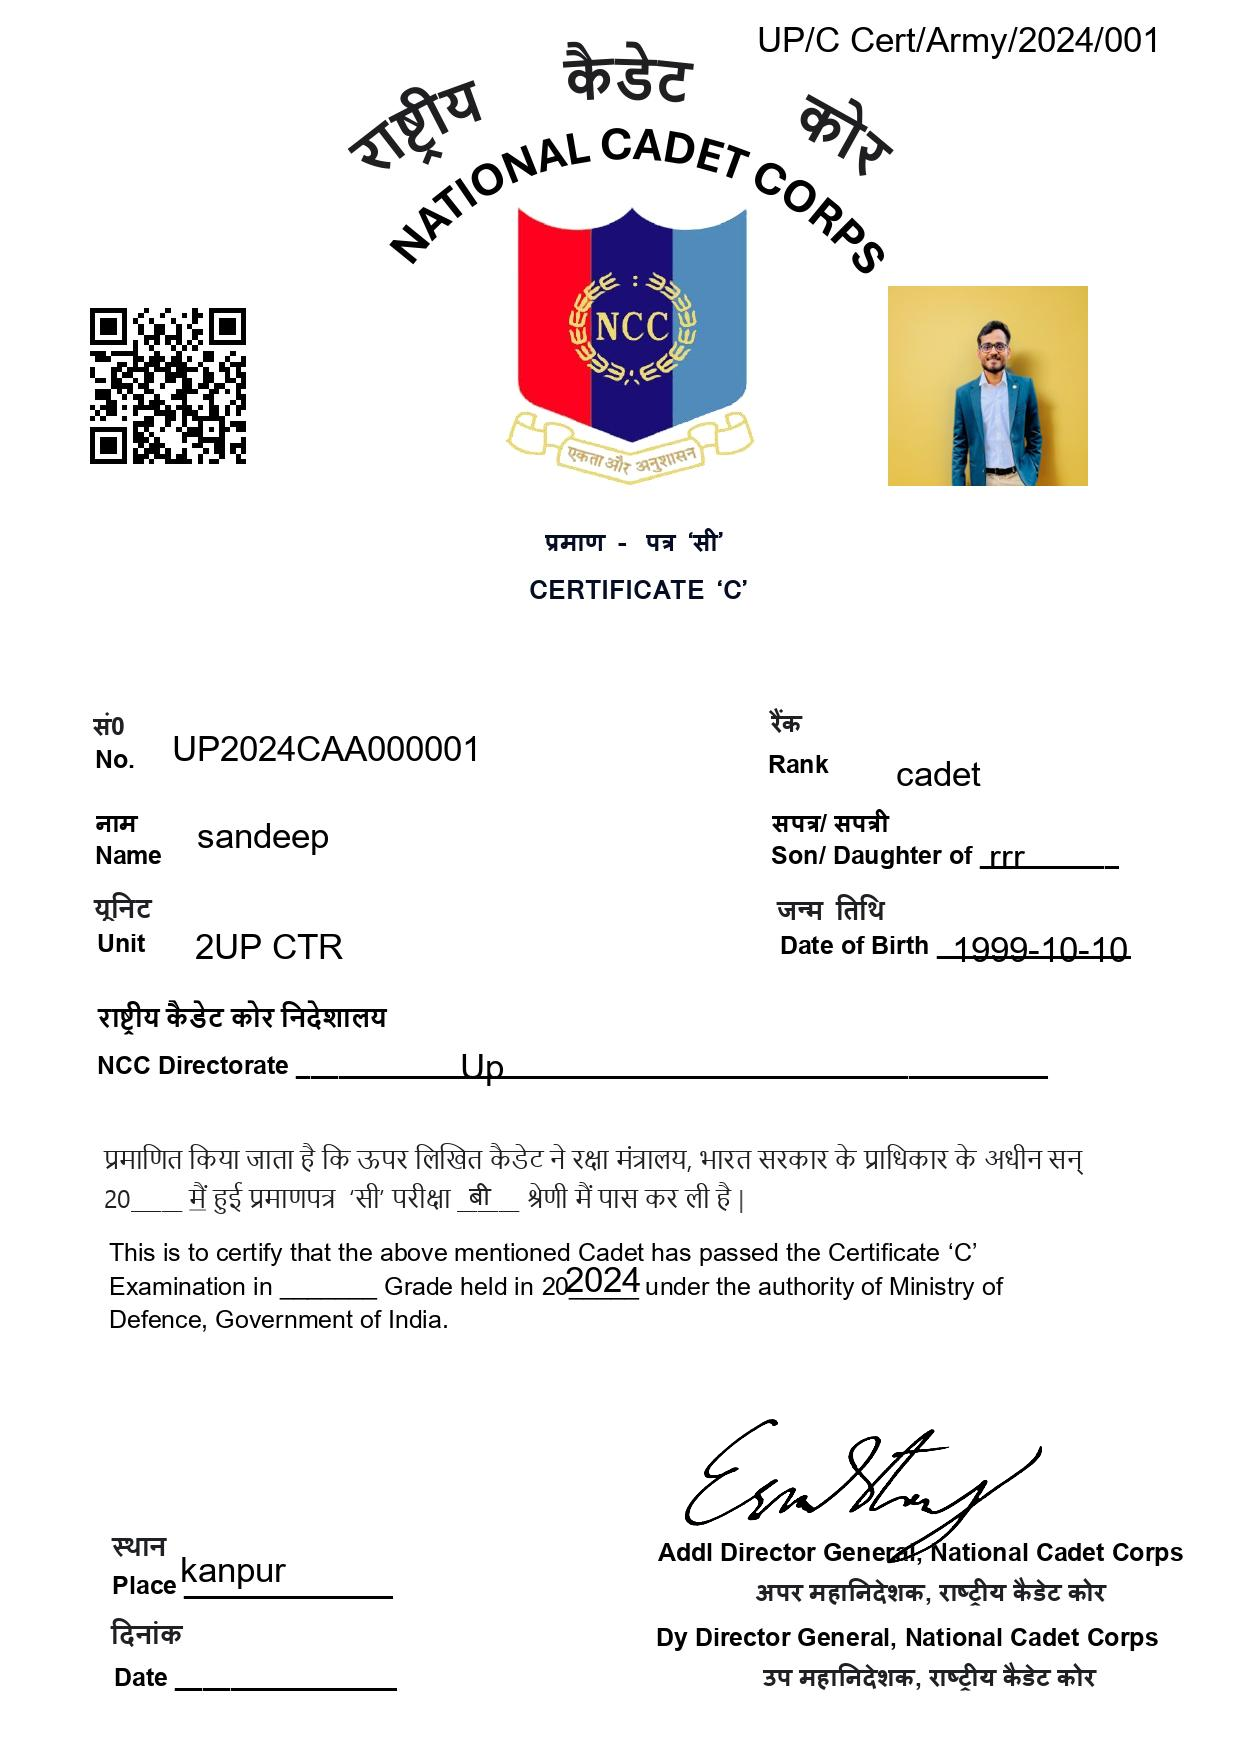 UP/C Cert/Army/2024/001
राष्ट्रीय कैडेट कोर
NATIONAL CADET CORPS
NCC
एकता और अनुशासन
प्रमाण - पत्र ‘सी’
CERTIFICATE ‘C’
सं0
No. UP2024CAA000001
रैंक
Rank cadet
नाम
Name sandeep
सपत्र/ सपत्री
Son/ Daughter of rrr
यूनिट
Unit 2UP CTR
जन्म तिथि
Date of Birth 1999-10-10
राष्ट्रीय कैडेट कोर निदेशालय
NCC Directorate Up
प्रमाणित किया जाता है कि ऊपर लिखित कैडेट ने रक्षा मंत्रालय, भारत सरकार के प्राधिकार के अधीन सन्
20____ मैं हुई प्रमाणपत्र ‘सी’ परीक्षा बी श्रेणी मैं पास कर ली है |
This is to certify that the above mentioned Cadet has passed the Certificate ‘C’
Examination in _______ Grade held in 202024 under the authority of Ministry of
Defence, Government of India.
स्थान
Place kanpur
दिनांक
Date ________________
Addl Director General, National Cadet Corps
अपर महानिदेशक, राष्ट्रीय कैडेट कोर
Dy Director General, National Cadet Corps
उप महानिदेशक, राष्ट्रीय कैडेट कोर